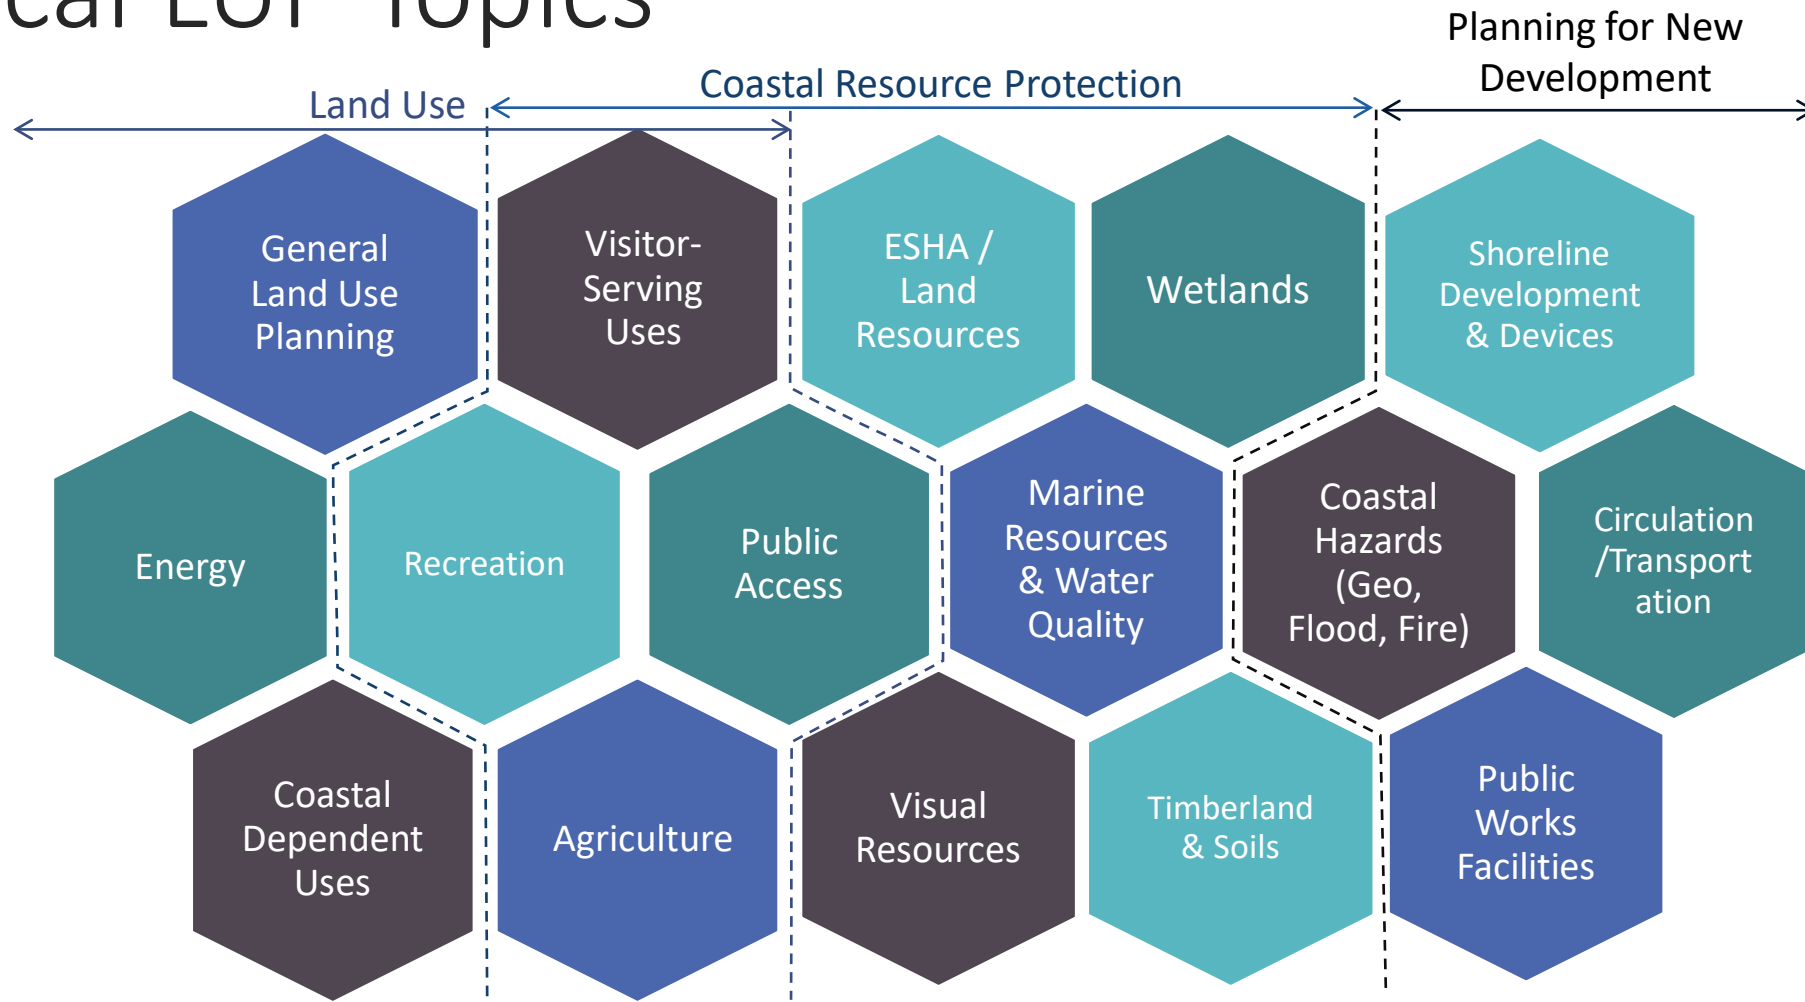 Topics
Planning for New
Development
Coastal Resource Protection
Land Use
General
Land Use
Planning
Visitor-
Serving
Uses
ESHA /
Land
Resources
Wetlands
Shoreline
Development
& Devices
Energy
Recreation
Public
Access
Marine
Resources
& Water
Quality
Coastal
Hazards
(Geo,
Flood, Fire)
Circulation
/Transport
ation
Coastal
Dependent
Uses
Agriculture
Visual
Resources
Timberland
& Soils
Public
Works
Facilities